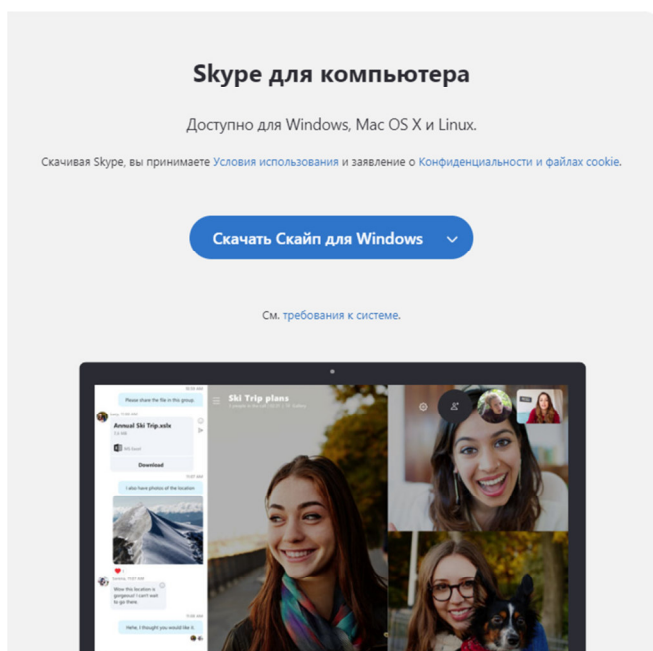 Skype для компьютера
Доступно для Windows, Mac OS X и Linux.
Скачивая Skype, вы принимаете Условия использования и заявление о Конфиденциальности и файлах cookie.
Скачать Скайп для Windows
См. требования к системе.
Please share the file in this group
Annual Ski Trip.xslx
Download
I also have photos of the location
Wow this location is
gorgeous! I can't wait
to go there.
Hehe, I thought you would like it
Ski Trip plans